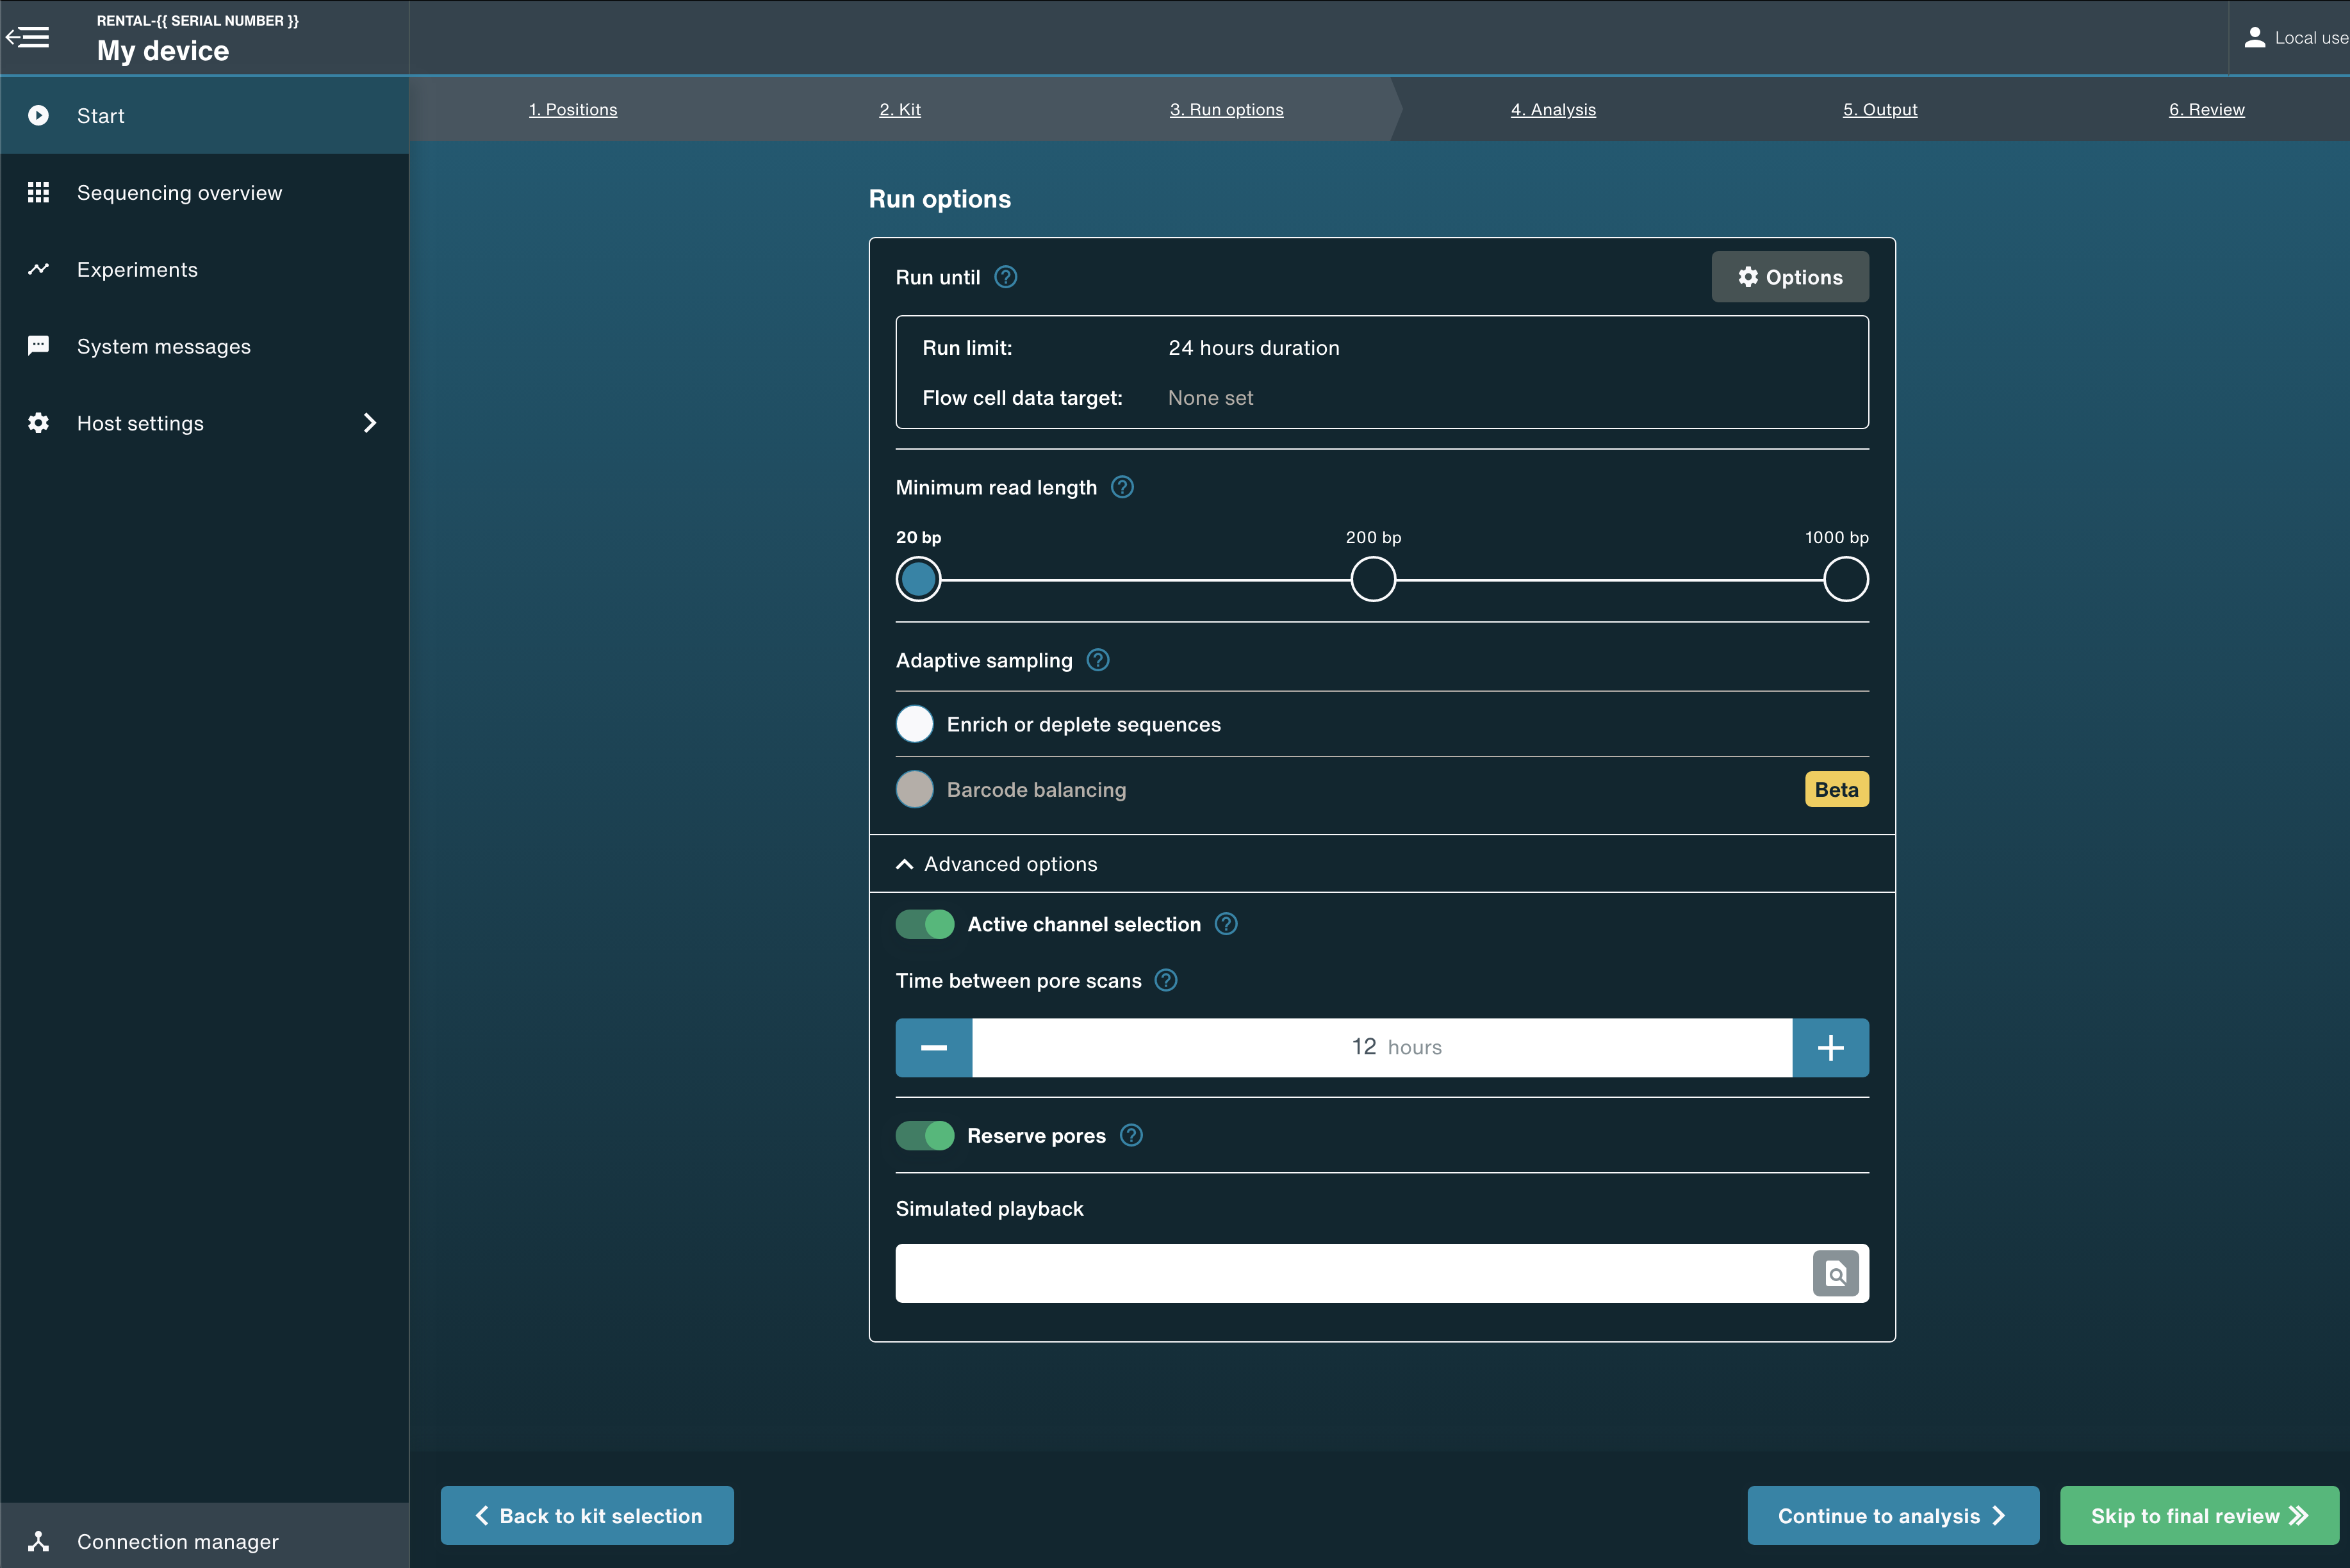 RENTAL-{{ SERIAL NUMBER }}
My device
Local use
Start
Sequencing overview
Experiments
System messages
Host settings
Connection manager
1. Positions
2. Kit
3. Run options
4. Analysis
5. Output
6. Review
Run options
Run until
Options
Run limit: 24 hours duration
Flow cell data target: None set
Minimum read length
20 bp 200 bp 1000 bp
Adaptive sampling
Enrich or deplete sequences
Barcode balancing Beta
Advanced options
Active channel selection
Time between pore scans
12 hours
Reserve pores
Simulated playback
Back to kit selection
Continue to analysis
Skip to final review